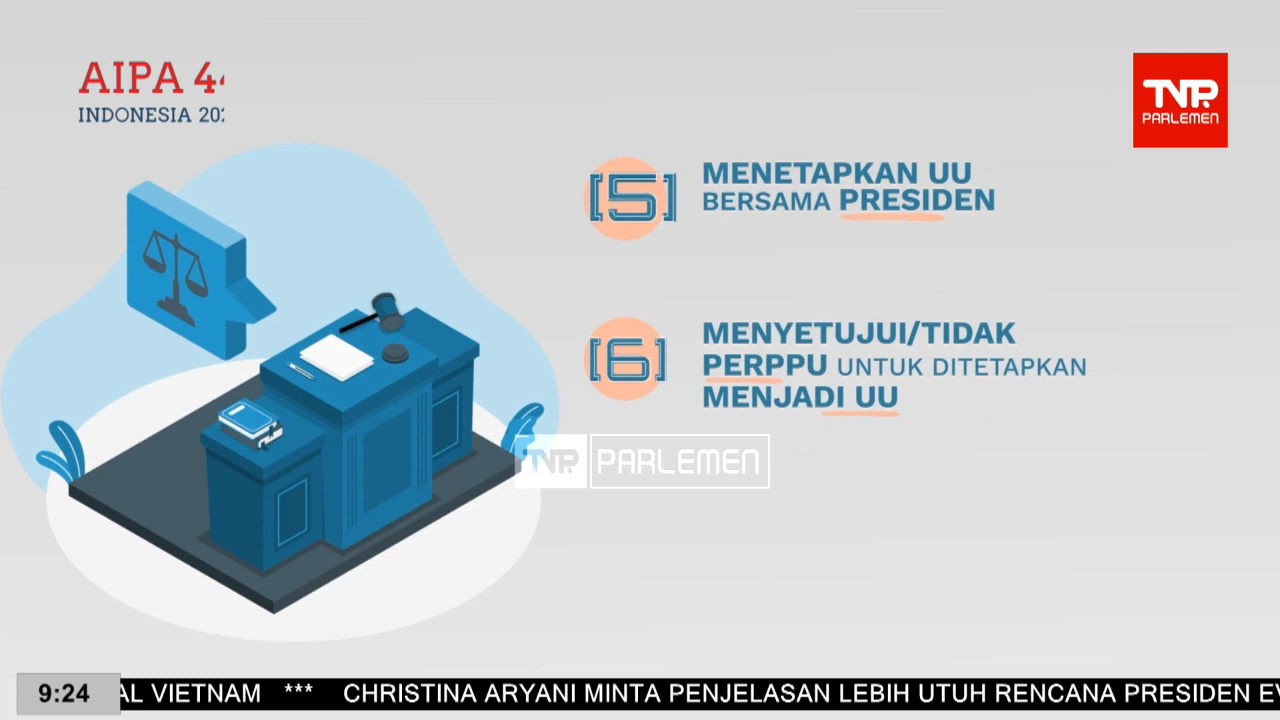 AIPA 4
INDONESIA 20
TVR
PARLEMEN
[5]
MENETAPKAN UU
BERSAMA PRESIDEN
[6]
MENYETUJUI/TIDAK
PERPPU UNTUK DITETAPKAN
MENJADI UU
TVR PARLEMEN
9:24
AL VIETNAM *** CHRISTINA ARYANI MINTA PENJELASAN LEBIH UTUH RENCANA PRESIDEN